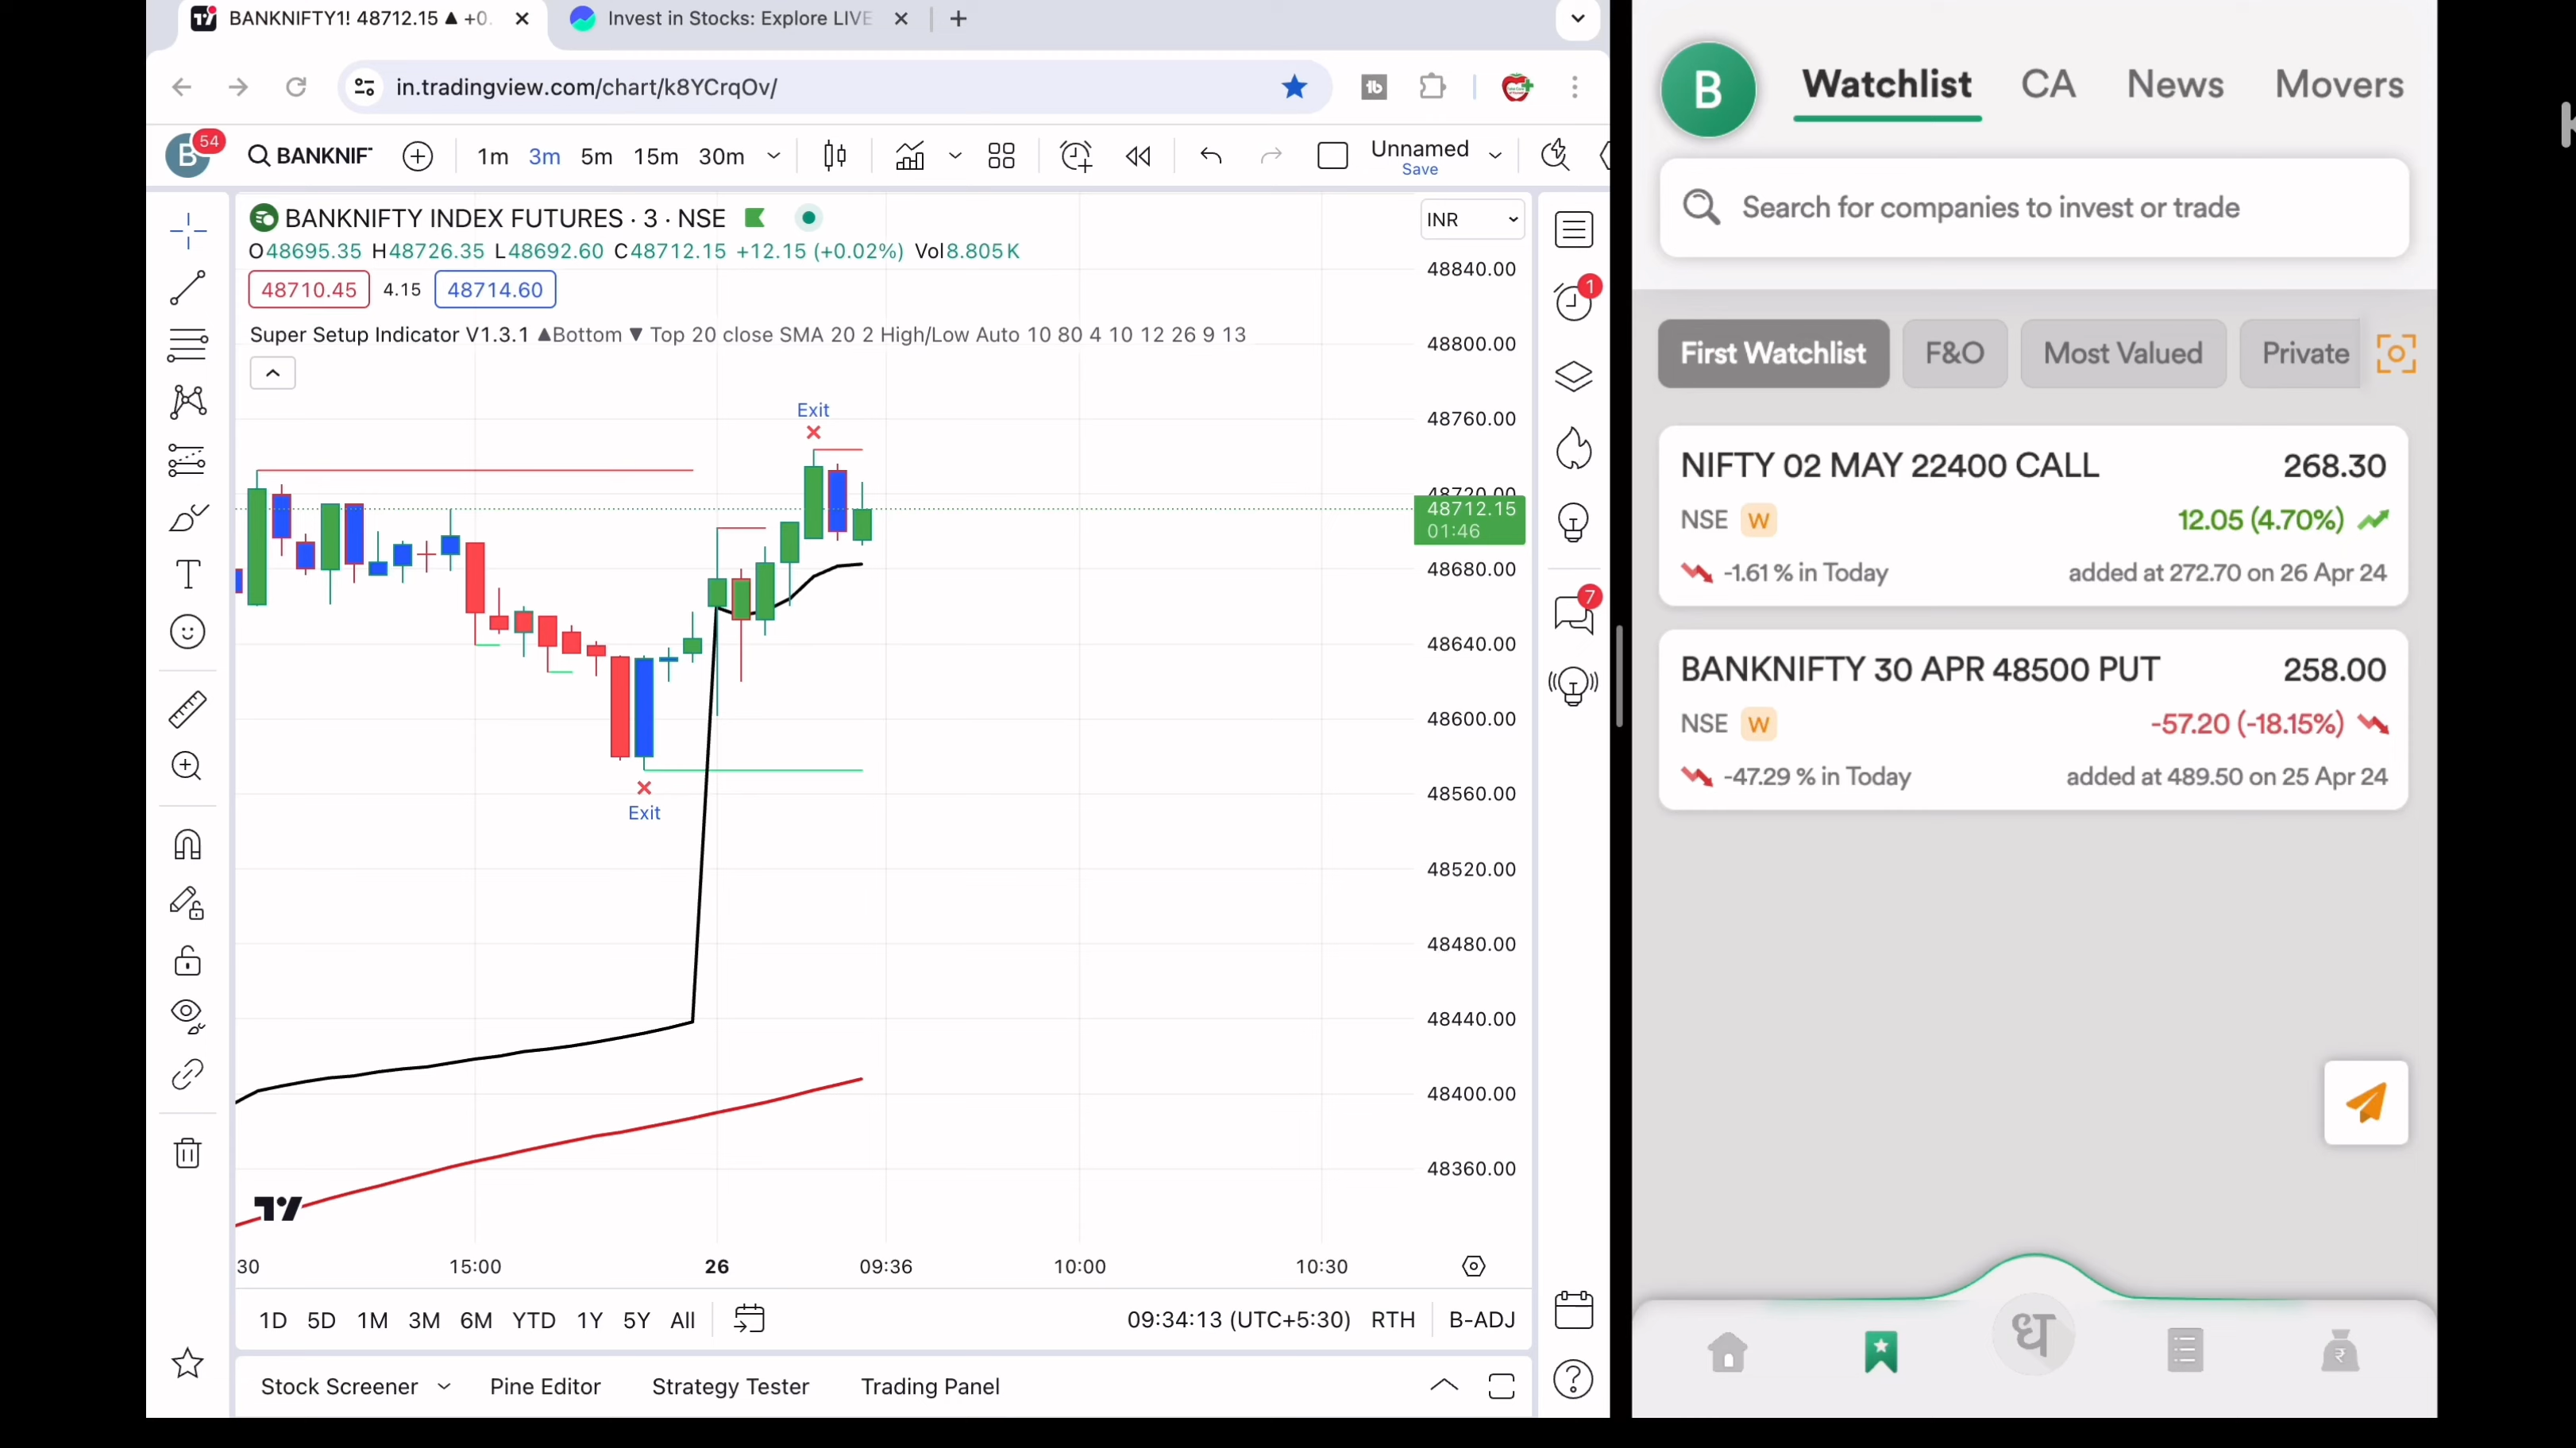 BANKNIFTY1! 48712.15 ▲ +0.
Invest in Stocks: Explore LIVE
in.tradingview.com/chart/k8YCrqOv/
B
54
BANKNIF
1m 3m 5m 15m 30m
Unnamed
Save
BANKNIFTY INDEX FUTURES · 3 · NSE
O48695.35 H48726.35 L48692.60 C48712.15 +12.15 (+0.02%) Vol8.805K
48710.45 4.15 48714.60
Super Setup Indicator V1.3.1 ▲Bottom ▼ Top 20 close SMA 20 2 High/Low Auto 10 80 4 10 12 26 9 13
INR
48840.00
48800.00
48760.00
48720.00
48712.15
01:46
48680.00
48640.00
48600.00
48560.00
48520.00
48480.00
48440.00
48400.00
48360.00
Exit
Exit
30 15:00 26 09:36 10:00 10:30
1D 5D 1M 3M 6M YTD 1Y 5Y All
09:34:13 (UTC+5:30) RTH B-ADJ
Stock Screener Pine Editor Strategy Tester Trading Panel
1
7
B
Watchlist CA News Movers
Search for companies to invest or trade
First Watchlist F&O Most Valued Private
NIFTY 02 MAY 22400 CALL 268.30
NSE W 12.05 (4.70%)
-1.61 % in Today added at 272.70 on 26 Apr 24
BANKNIFTY 30 APR 48500 PUT 258.00
NSE W -57.20 (-18.15%)
-47.29 % in Today added at 489.50 on 25 Apr 24
ध
₹